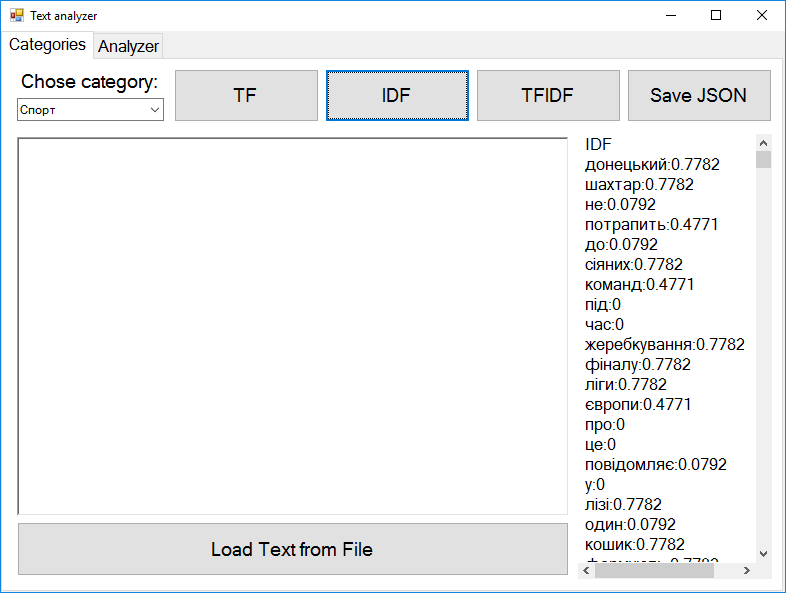 Text analyzer
Categories Analyzer
Chose category:
Спорт
TF
IDF
TFIDF
Save JSON
IDF
донецький:0.7782
шахтар:0.7782
не:0.0792
потрапить:0.4771
до:0.0792
сіяних:0.7782
команд:0.4771
під:0
час:0
жеребкування:0.7782
фіналу:0.7782
ліги:0.7782
європи:0.4771
про:0
це:0
повідомляє:0.0792
у:0
лізі:0.7782
один:0.0792
кошик:0.7782
Load Text from File